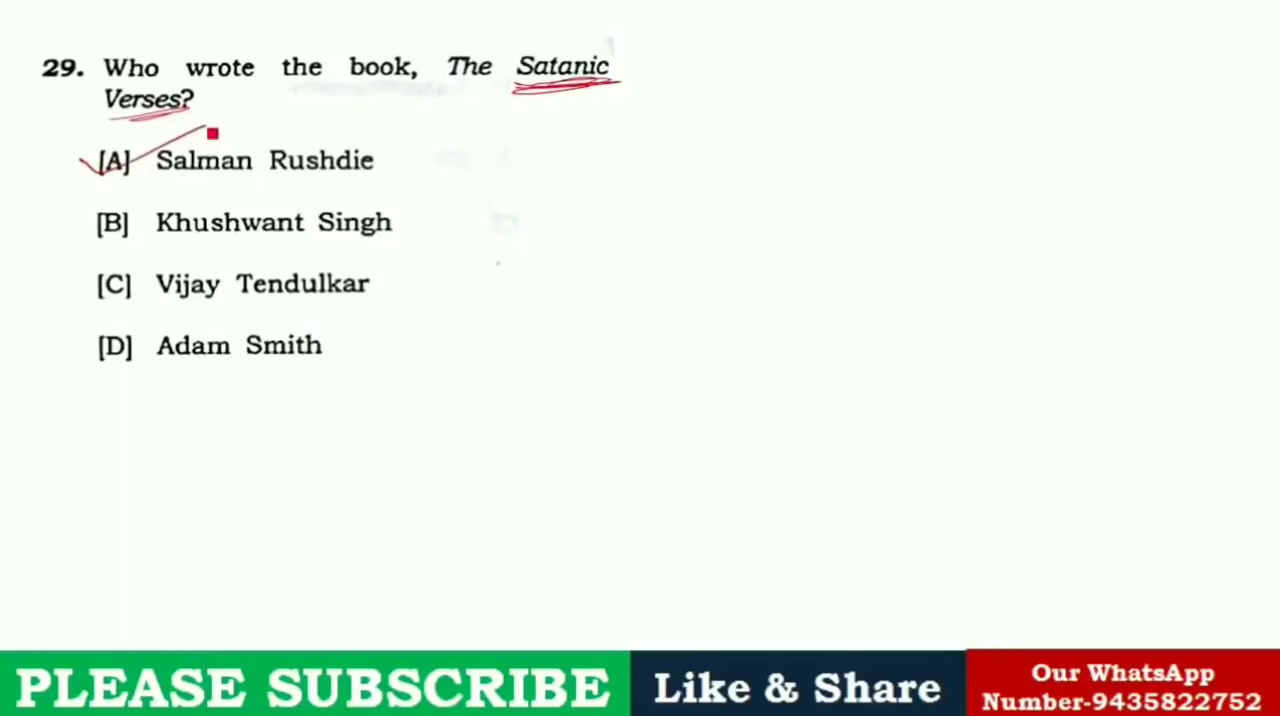 29. Who wrote the book, The Satanic
Verses?
[A] Salman Rushdie
[B] Khushwant Singh
[C] Vijay Tendulkar
[D] Adam Smith
PLEASE SUBSCRIBE
Like & Share
Our WhatsApp
Number-9435822752